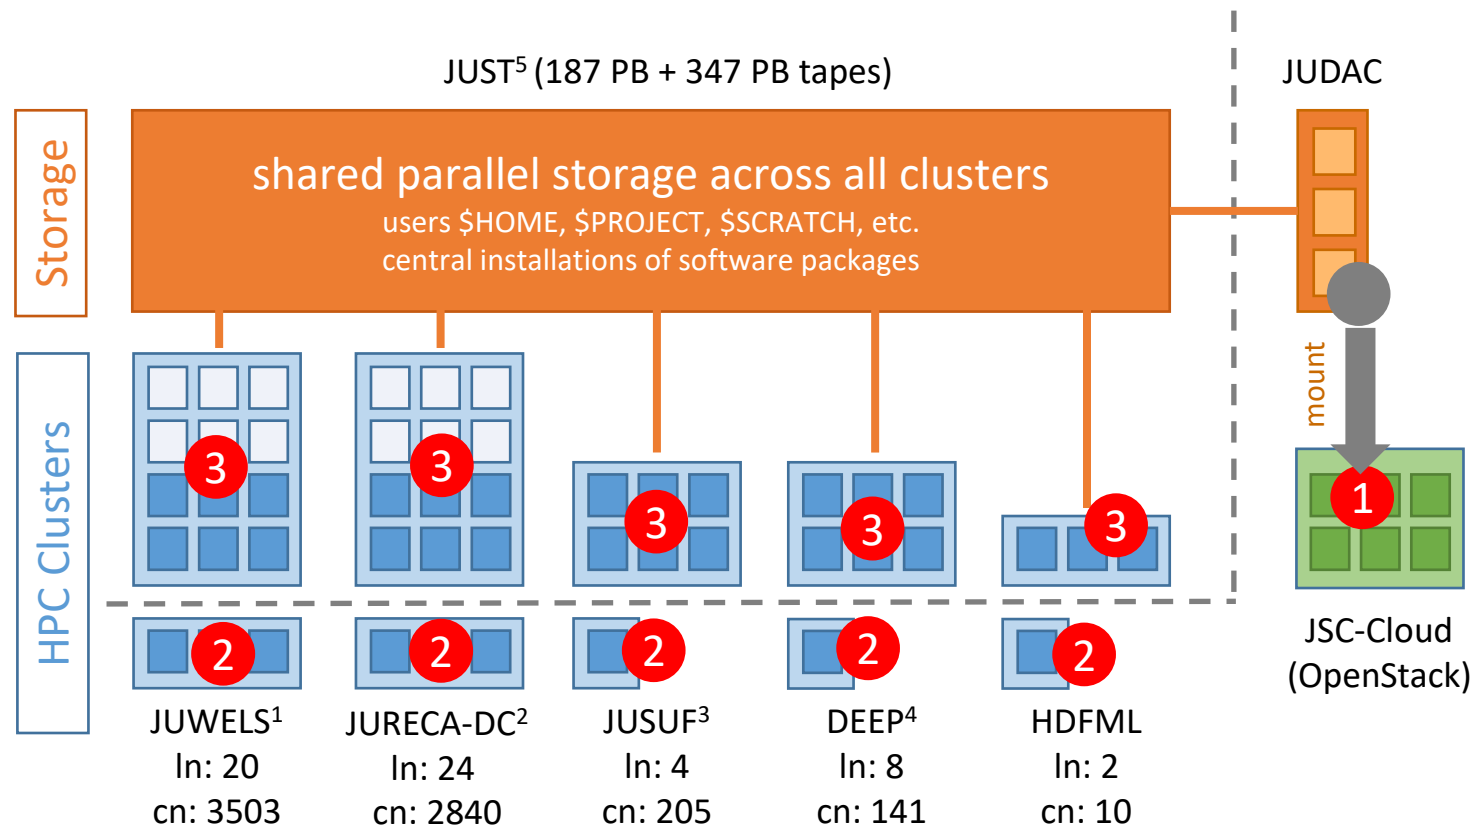 JUST⁵ (187 PB + 347 PB tapes)
JUDAC
Storage
shared parallel storage across all clusters
users $HOME, $PROJECT, $SCRATCH, etc.
central installations of software packages
mount
HPC Clusters
3
3
3
3
3
1
2
2
2
2
2
JUWELS¹
ln: 20
cn: 3503
JURECA-DC²
ln: 24
cn: 2840
JUSUF³
ln: 4
cn: 205
DEEP⁴
ln: 8
cn: 141
HDFML
ln: 2
cn: 10
JSC-Cloud
(OpenStack)